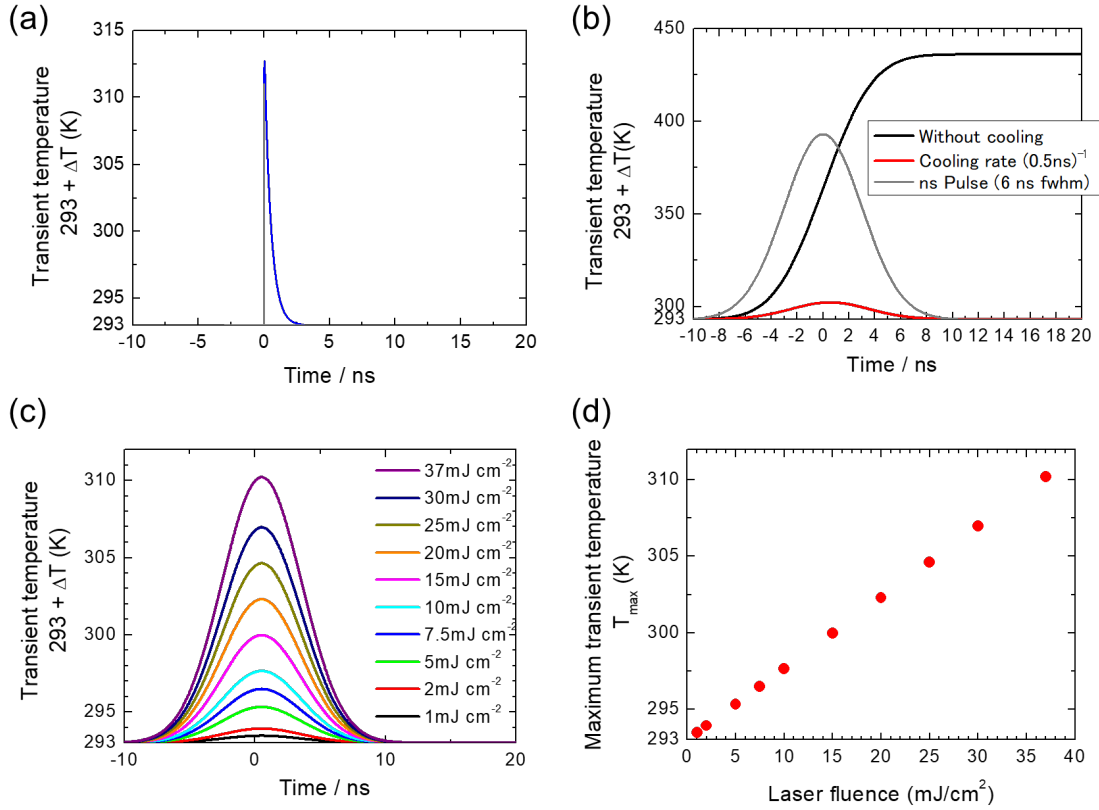 (a)
Transient temperature
293 + ΔT (K)
315
310
305
300
295
293
-10
-5
0
5
10
15
20
Time / ns
(b)
Transient temperature
293 + ΔT(K)
450
400
350
300
293
Without cooling
Cooling rate (0.5ns)⁻¹
ns Pulse (6 ns fwhm)
-10
-8
-6
-4
-2
0
2
4
6
8
10
12
14
16
18
20
Time / ns
(c)
Transient temperature
293 + ΔT (K)
310
305
300
295
293
37mJ cm⁻²
30mJ cm⁻²
25mJ cm⁻²
20mJ cm⁻²
15mJ cm⁻²
10mJ cm⁻²
7.5mJ cm⁻²
5mJ cm⁻²
2mJ cm⁻²
1mJ cm⁻²
-10
0
10
20
Time / ns
(d)
Maximum transient temperature
Tmax (K)
310
305
300
295
293
5
10
15
20
25
30
35
40
Laser fluence (mJ/cm²)